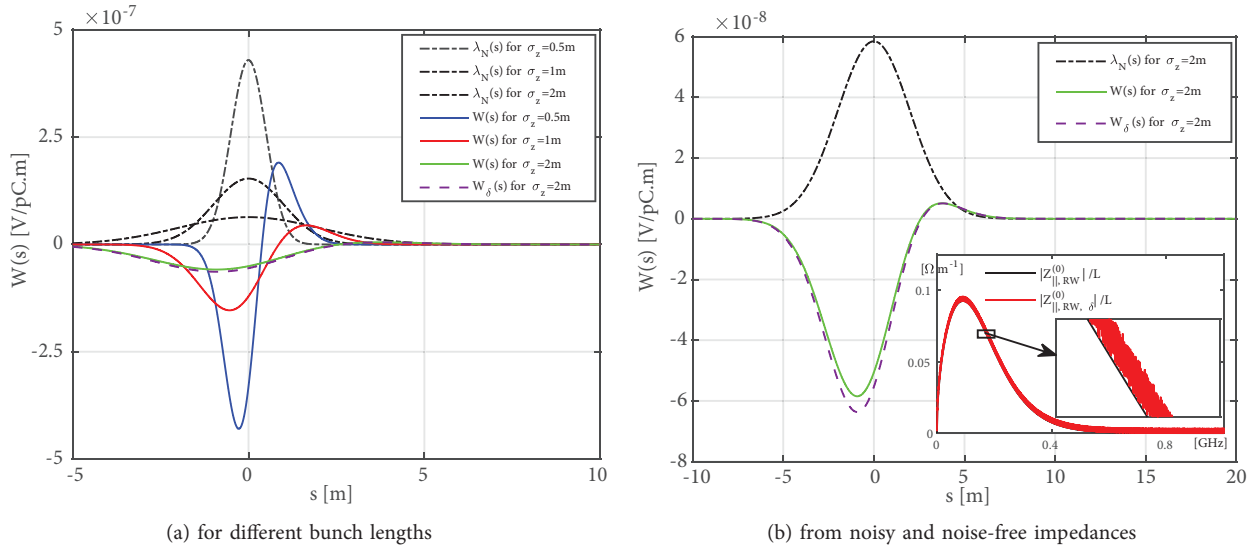 ×10⁻⁷
5
2.5
0
-2.5
-5
W(s) [V/pC.m]
-5
0
5
10
s [m]
λ_N(s) for σ_z=0.5m
λ_N(s) for σ_z=1m
λ_N(s) for σ_z=2m
W(s) for σ_z=0.5m
W(s) for σ_z=1m
W(s) for σ_z=2m
W_δ(s) for σ_z=2m
(a) for different bunch lengths
×10⁻⁸
6
4
2
0
-2
-4
-6
-8
W(s) [V/pC.m]
-10
-5
0
5
10
15
20
s [m]
λ_N(s) for σ_z=2m
W(s) for σ_z=2m
W_δ(s) for σ_z=2m
[Ω m⁻¹]
0.1
0.05
0
0
0.4
0.8
[GHz]
|Z^(0)_||,RW| /L
|Z^(0)_||,RW, δ| /L
(b) from noisy and noise-free impedances